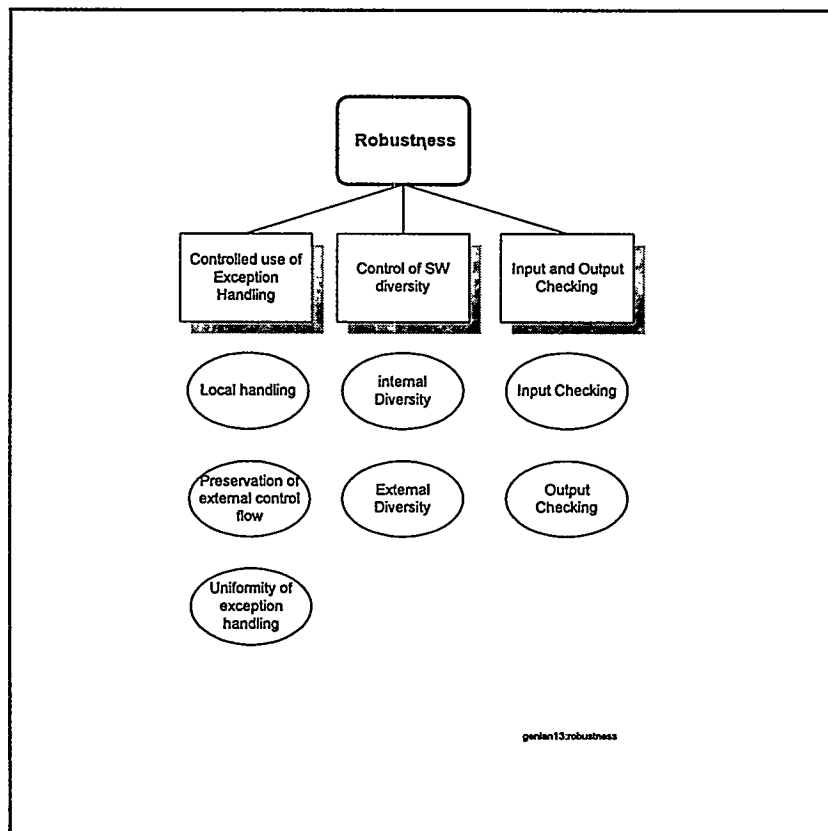 Robustness
Controlled use of
Exception
Handling
Control of SW
diversity
Input and Output
Checking
Local handling
internal
Diversity
Input Checking
Preservation of
external control
flow
External
Diversity
Output
Checking
Uniformity of
exception
handling
genlan13:robustness